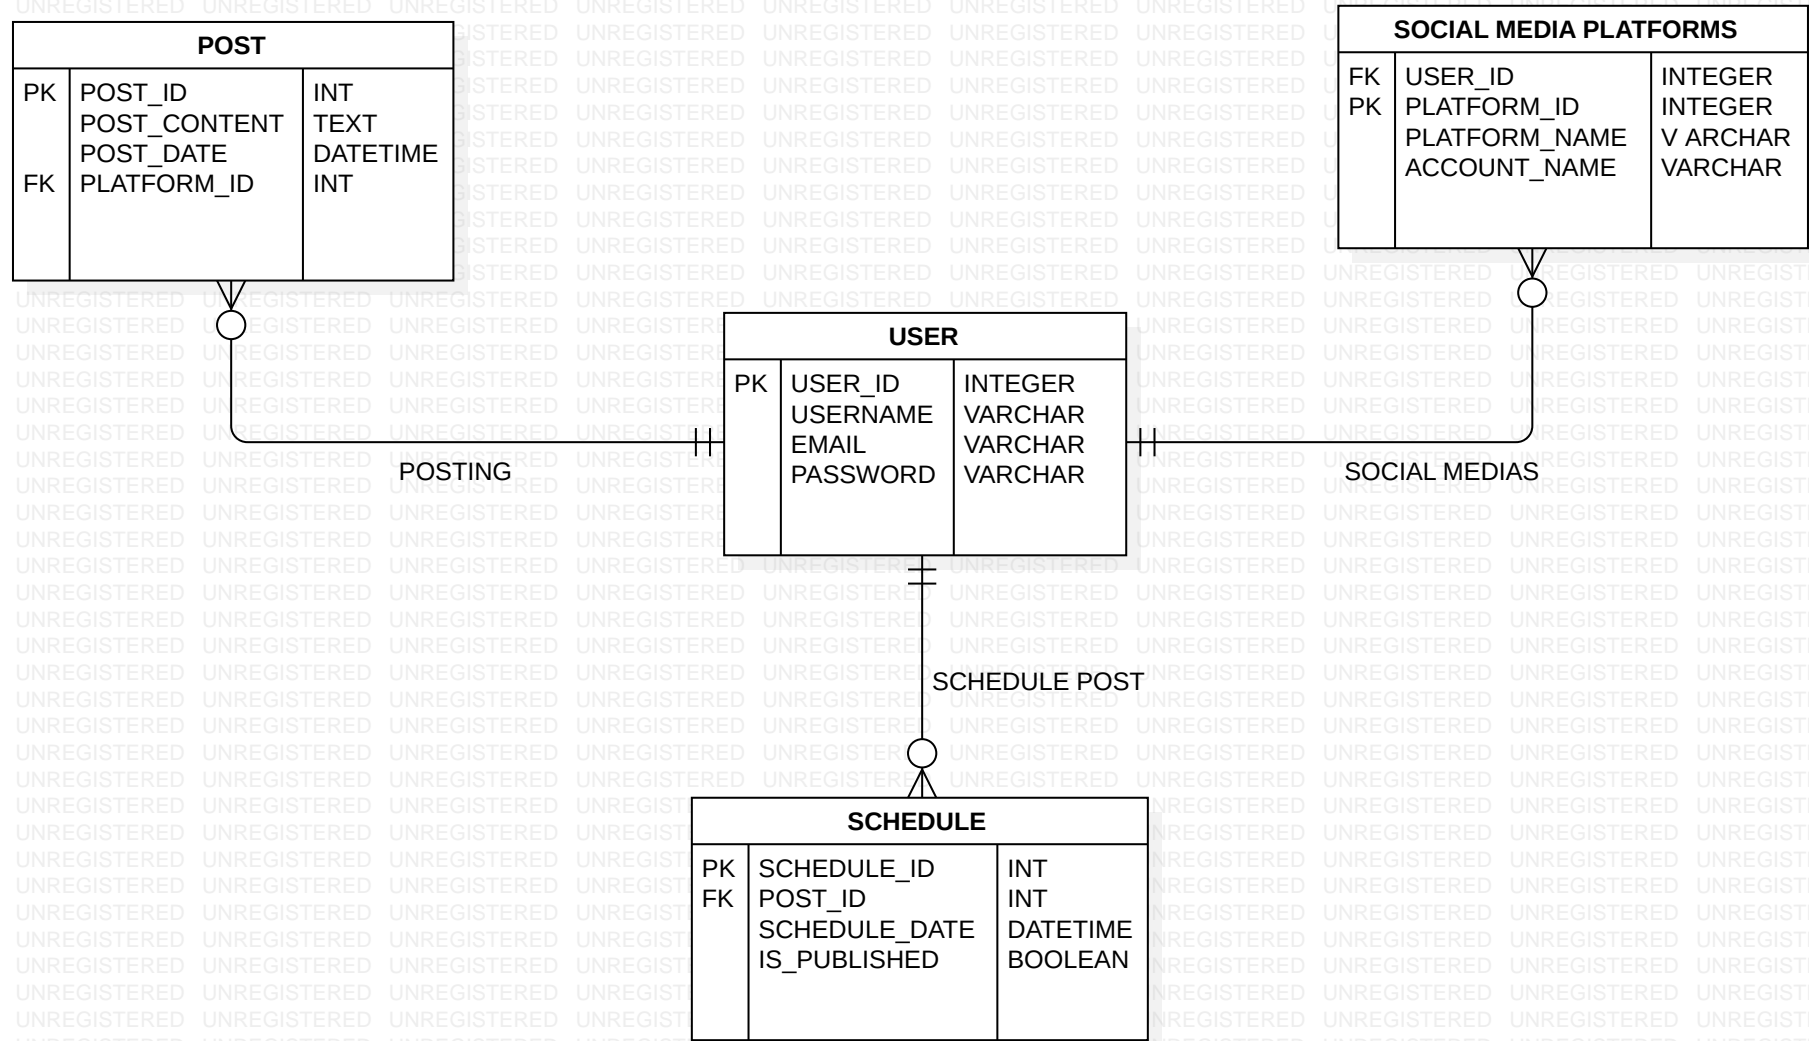 POST
PK POST_ID INT
POST_CONTENT TEXT
POST_DATE DATETIME
FK PLATFORM_ID INT
SOCIAL MEDIA PLATFORMS
FK USER_ID INTEGER
PK PLATFORM_ID INTEGER
PLATFORM_NAME V ARCHAR
ACCOUNT_NAME VARCHAR
USER
PK USER_ID INTEGER
USERNAME VARCHAR
EMAIL VARCHAR
PASSWORD VARCHAR
POSTING
SOCIAL MEDIAS
SCHEDULE POST
SCHEDULE
PK SCHEDULE_ID INT
FK POST_ID INT
SCHEDULE_DATE DATETIME
IS_PUBLISHED BOOLEAN
UNREGISTERED